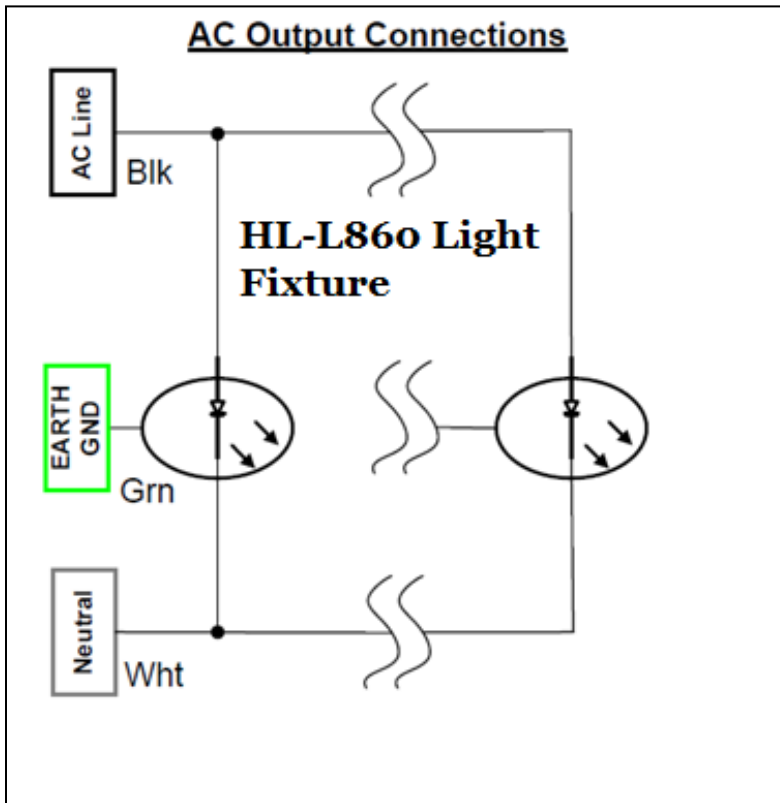 AC Output Connections
AC Line
Blk
HL-L860 Light
Fixture
EARTH
GND
Grn
Neutral
Wht